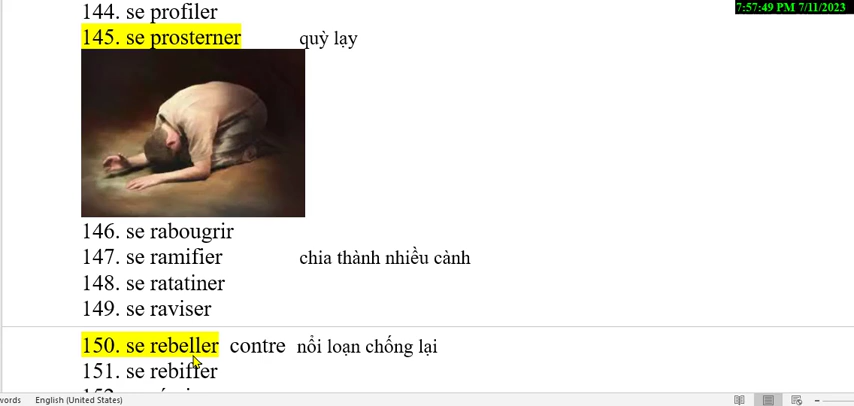 7:57:49 PM 7/11/2023
144. se profiler
145. se prosterner quỳ lạy
146. se rabougrir
147. se ramifier chia thành nhiều cành
148. se ratatiner
149. se raviser
150. se rebeller contre nổi loạn chống lại
151. se rebiffer
words English (United States)